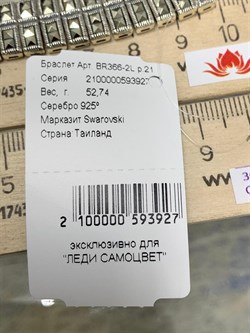 Браслет Арт. BR366-2L р.21
Серия 2100000593927
Вес, г. 52,74
Серебро 925°
Марказит Swarovski
Страна Таиланд
2 100000 593927
эксклюзивно для
"ЛЕДИ САМОЦВЕТ"